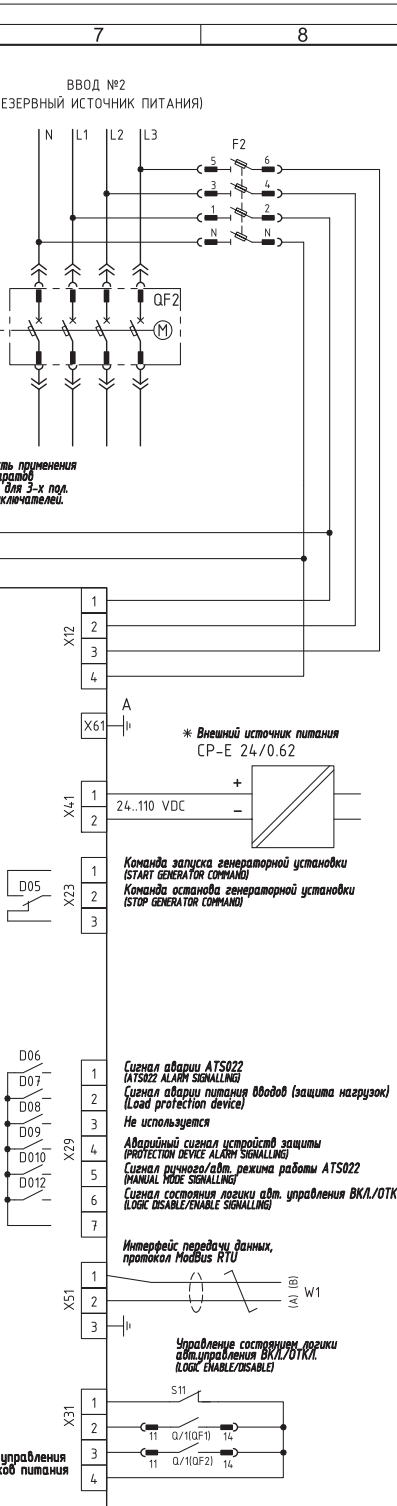 7 8
ВВОД №2
ЕЗЕРВНЫЙ ИСТОЧНИК ПИТАНИЯ)
N L1 L2 L3
F2
5 6
3 4
1 2
N N
QF2
M
ть применения
аратов
для 3-х пол.
ключателей.
X12
1
2
3
4
X61
A
* Внешний источник питания
CP-E 24/0.62
X41
1
2
24..110 VDC
+
−
D05
X23
1
2
3
Команда запуска генераторной установки
(START GENERATOR COMMAND)
Команда останова генераторной установки
(STOP GENERATOR COMMAND)
D06
D07
D08
D09
D010
D012
X29
1
2
3
4
5
6
7
Сигнал аварии ATS022
(ATS022 ALARM SIGNALLING)
Сигнал аварии питания вводов (защита нагрузок)
(Load protection device)
Не используется
Аварийный сигнал устройств защиты
(PROTECTION DEVICE ALARM SIGNALLING)
Сигнал ручного/авт. режима работы ATS022
(MANUAL MODE SIGNALLING)
Сигнал состояния логики авт. управления ВКЛ./ОТК
(LOGIC DISABLE/ENABLE SIGNALLING)
Интерфейс передачи данных,
протокол ModBus RTU
X51
1
2
3
(A) (B)
W1
Управление состоянием логики
авт.управления ВКЛ./ОТКЛ.
(LOGIC ENABLE/DISABLE)
X31
1
2
3
4
S11
11 Q/1(QF1) 14
11 Q/1(QF2) 14
управления
ков питания